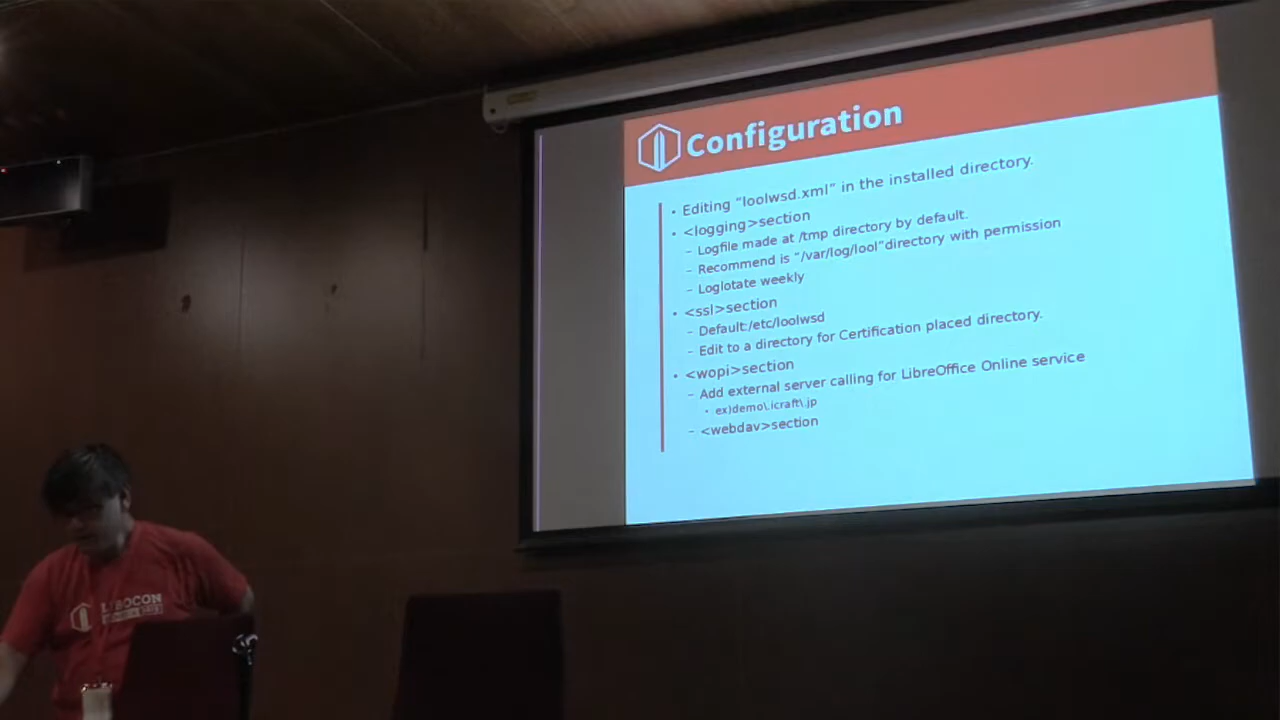 Configuration
• Editing “loolwsd.xml” in the installed directory.
• <logging>section
– Logfile made at /tmp directory by default.
– Recommend is “/var/log/lool”directory with permission
– Loglotate weekly
• <ssl>section
– Default:/etc/loolwsd
– Edit to a directory for Certification placed directory.
• <wopi>section
– Add external server calling for LibreOffice Online service
• ex)demo\.icraft\.jp
– <webdav>section
LIBOCON